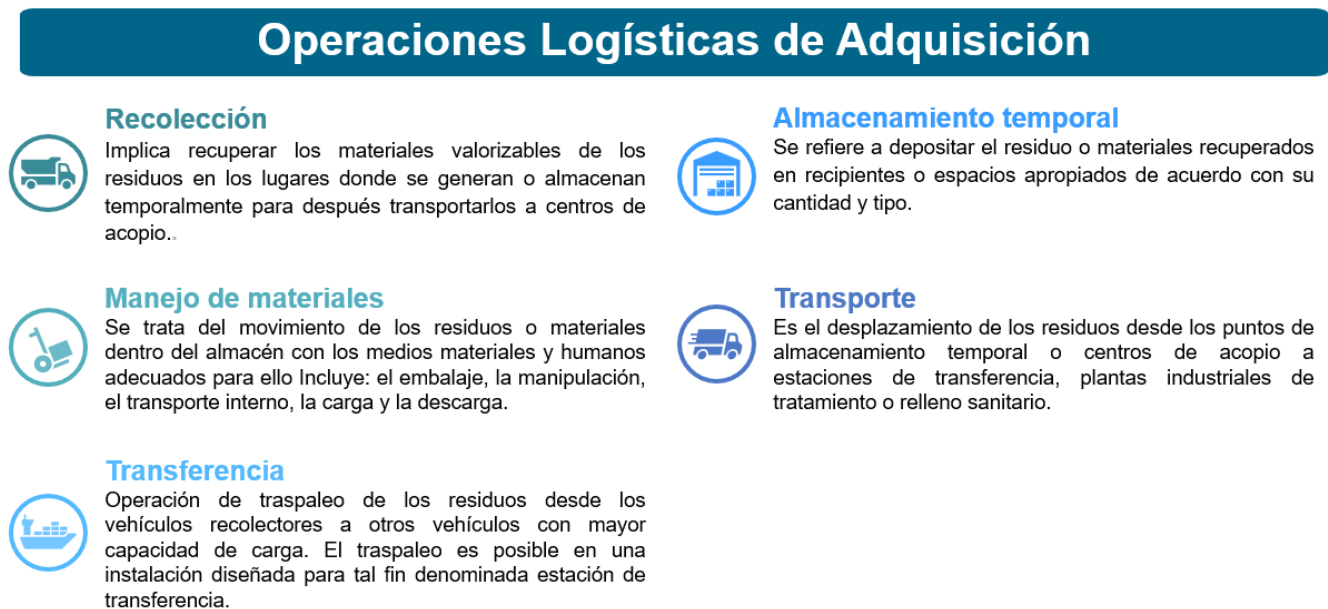 Operaciones Logísticas de Adquisición
Recolección
Implica recuperar los materiales valorizables de los
residuos en los lugares donde se generan o almacenan
temporalmente para después transportarlos a centros de
acopio..
Almacenamiento temporal
Se refiere a depositar el residuo o materiales recuperados
en recipientes o espacios apropiados de acuerdo con su
cantidad y tipo.
Manejo de materiales
Se trata del movimiento de los residuos o materiales
dentro del almacén con los medios materiales y humanos
adecuados para ello Incluye: el embalaje, la manipulación,
el transporte interno, la carga y la descarga.
Transporte
Es el desplazamiento de los residuos desde los puntos de
almacenamiento temporal o centros de acopio a
estaciones de transferencia, plantas industriales de
tratamiento o relleno sanitario.
Transferencia
Operación de traspaleo de los residuos desde los
vehículos recolectores a otros vehículos con mayor
capacidad de carga. El traspaleo es posible en una
instalación diseñada para tal fin denominada estación de
transferencia.